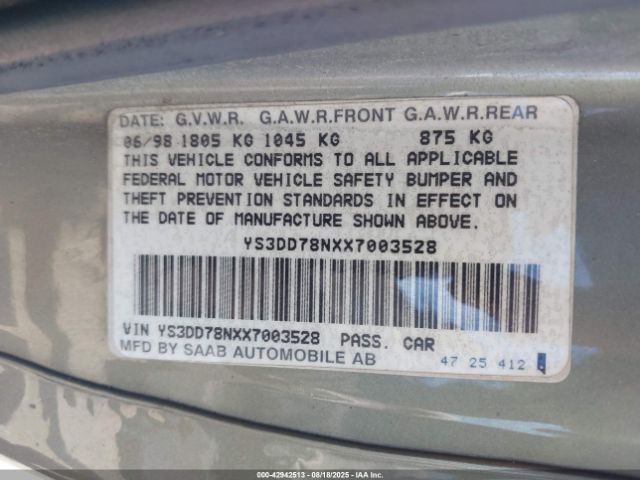 DATE: G.V.W.R. G.A.W.R.FRONT G.A.W.R.REAR
06/98 1805 KG 1045 KG 875 KG
THIS VEHICLE CONFORMS TO ALL APPLICABLE
FEDERAL MOTOR VEHICLE SAFETY BUMPER AND
THEFT PREVENTION STANDARDS IN EFFECT ON
THE DATE OF MANUFACTURE SHOWN ABOVE.
YS3DD78NXX7003528
VIN YS3DD78NXX7003528 PASS. CAR
MFD BY SAAB AUTOMOBILE AB 47 25 412
000-42942513 - 08/18/2025 - IAAI.COM